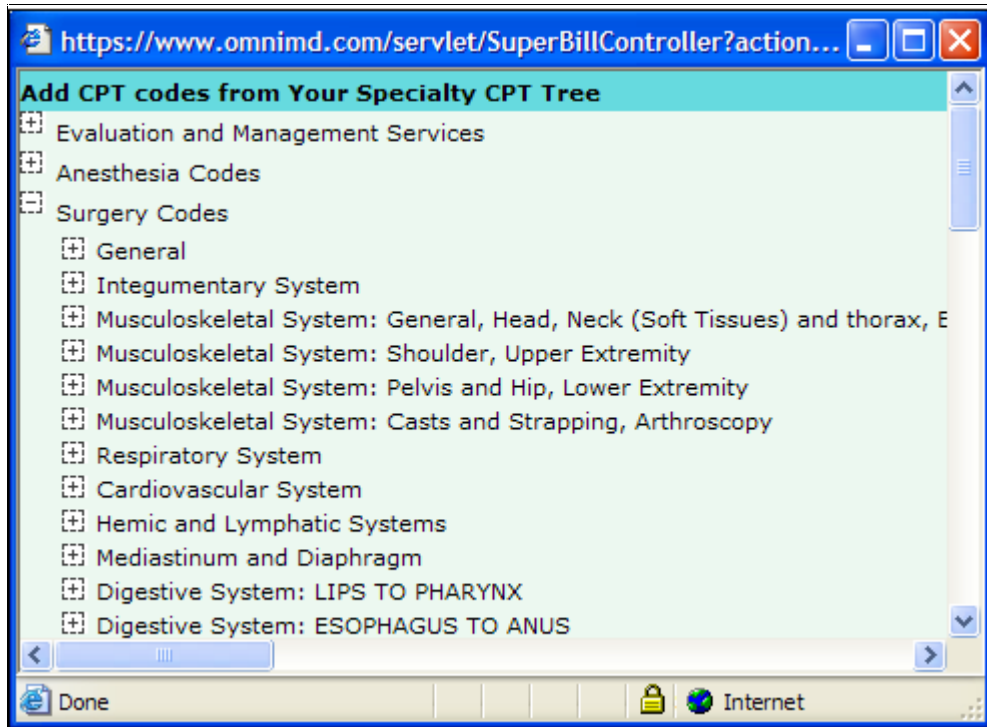 https://www.omnimd.com/servlet/SuperBillController?action...
Add CPT codes from Your Specialty CPT Tree
Evaluation and Management Services
Anesthesia Codes
Surgery Codes
General
Integumentary System
Musculoskeletal System: General, Head, Neck (Soft Tissues) and thorax,
Musculoskeletal System: Shoulder, Upper Extremity
Musculoskeletal System: Pelvis and Hip, Lower Extremity
Musculoskeletal System: Casts and Strapping, Arthroscopy
Respiratory System
Cardiovascular System
Hemic and Lymphatic Systems
Mediastinum and Diaphragm
Digestive System: LIPS TO PHARYNX
Digestive System: ESOPHAGUS TO ANUS
Done Internet